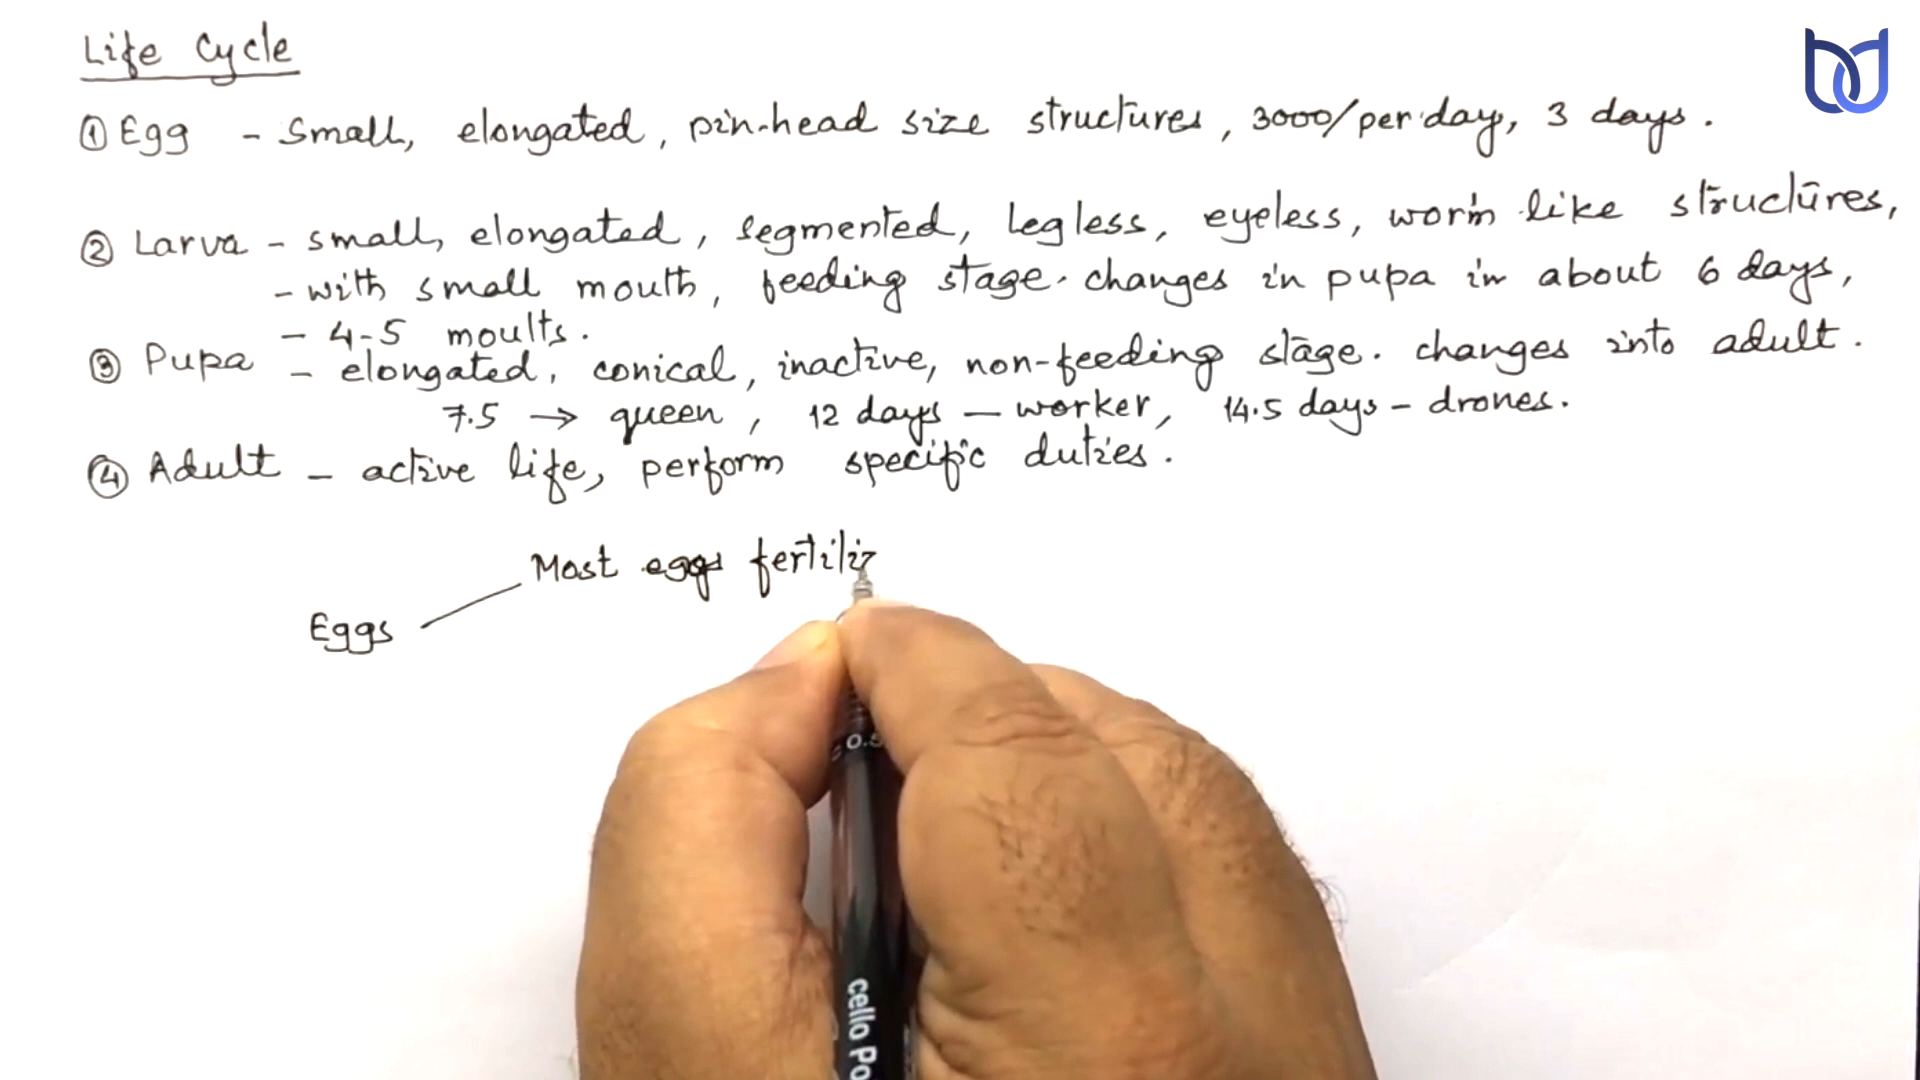 Life Cycle
① Egg - Small, elongated, pin-head size structures, 3000/per day, 3 days.
② Larva - small, elongated, segmented, legless, eyeless, worm like structures,
- with small mouth, feeding stage. changes in pupa in about 6 days,
- 4-5 moults.
③ Pupa - elongated, conical, inactive, non-feeding stage. changes into adult.
7.5 → queen, 12 days - worker, 14.5 days - drones.
④ Adult - active life, perform specific duties.
Most eggs fertiliz
Eggs
0.5
cello Po